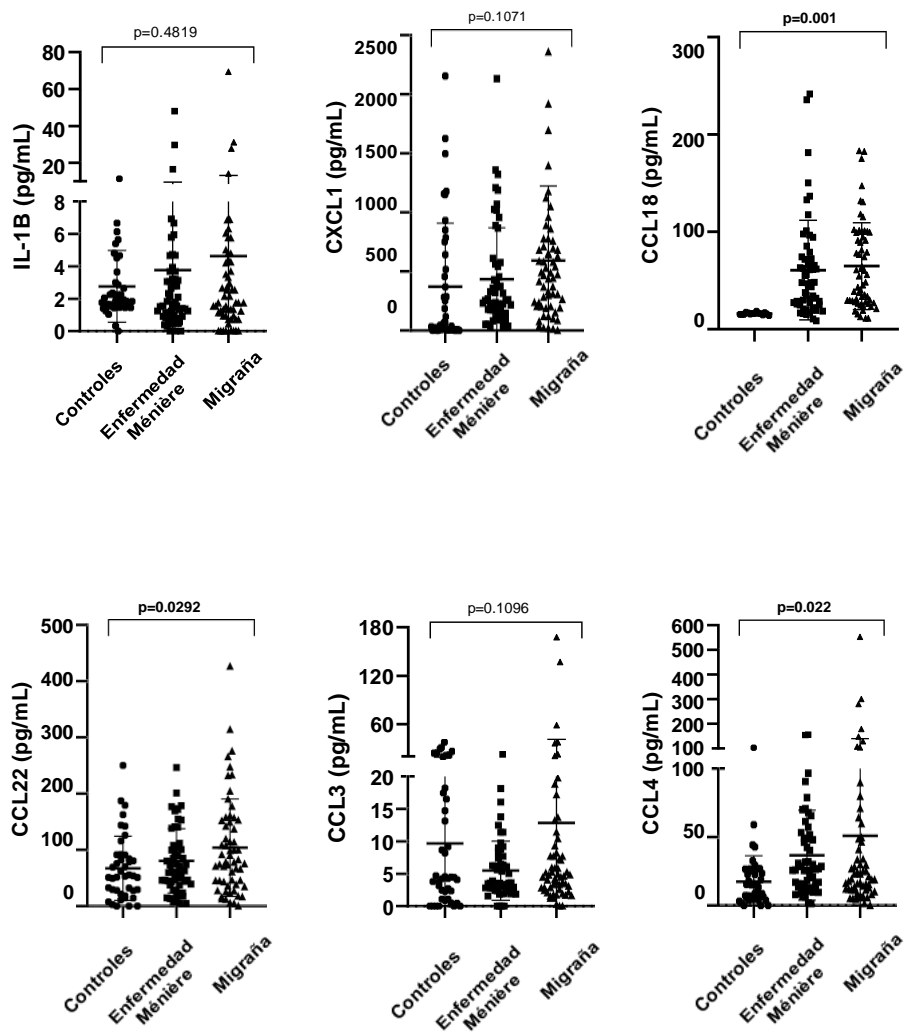 p=0.4819
IL-1B (pg/mL)
80
60
40
20
8
6
4
2
0
Controles
Enfermedad
Ménière
Migraña
p=0.1071
CXCL1 (pg/mL)
2500
2000
1500
1000
500
0
Controles
Enfermedad
Ménière
Migraña
p=0.001
CCL18 (pg/mL)
300
200
100
0
Controles
Enfermedad
Ménière
Migraña
p=0.0292
CCL22 (pg/mL)
500
400
300
200
100
0
Controles
Enfermedad
Ménière
Migraña
p=0.1096
CCL3 (pg/mL)
180
120
60
20
15
10
5
0
Controles
Enfermedad
Ménière
Migraña
p=0.022
CCL4 (pg/mL)
600
500
400
300
200
100
100
50
0
Controles
Enfermedad
Ménière
Migraña